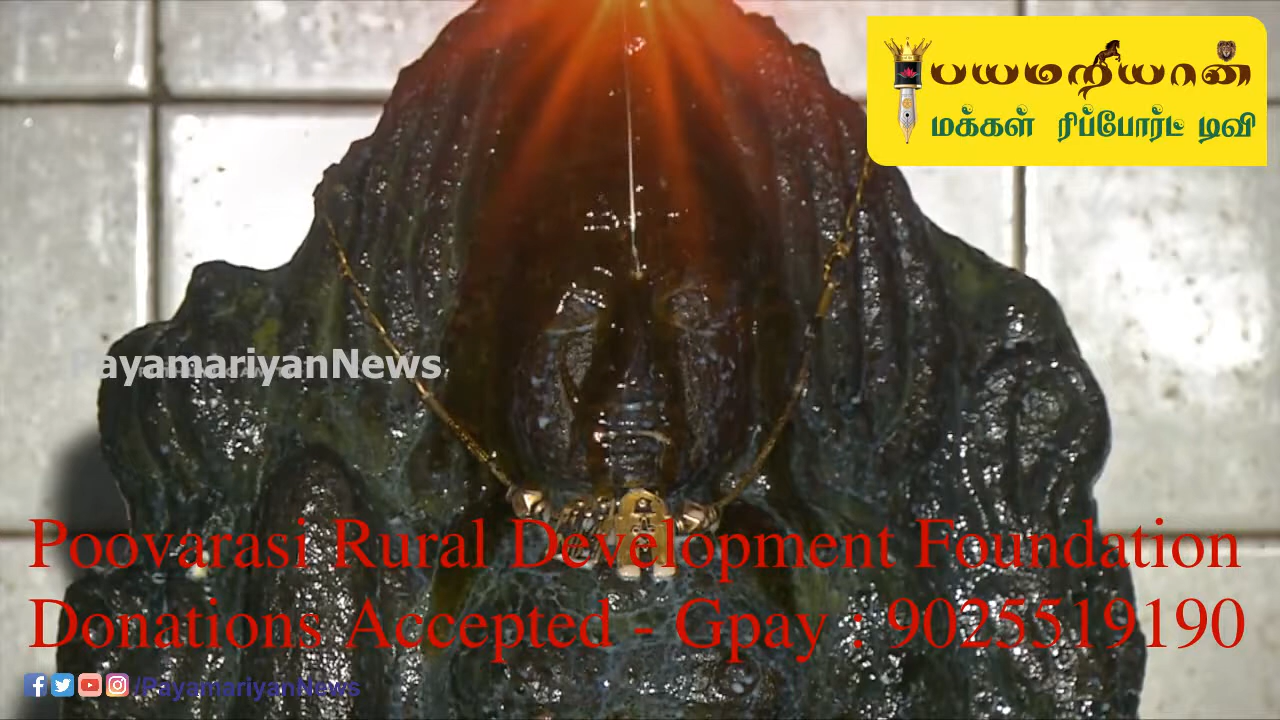 பயமறியான்
மக்கள் ரிப்போர்ட் டிவி
PayamariyanNews
Poovarasi Rural Development Foundation
Donations Accepted - Gpay : 9025519190
/PayamariyanNews